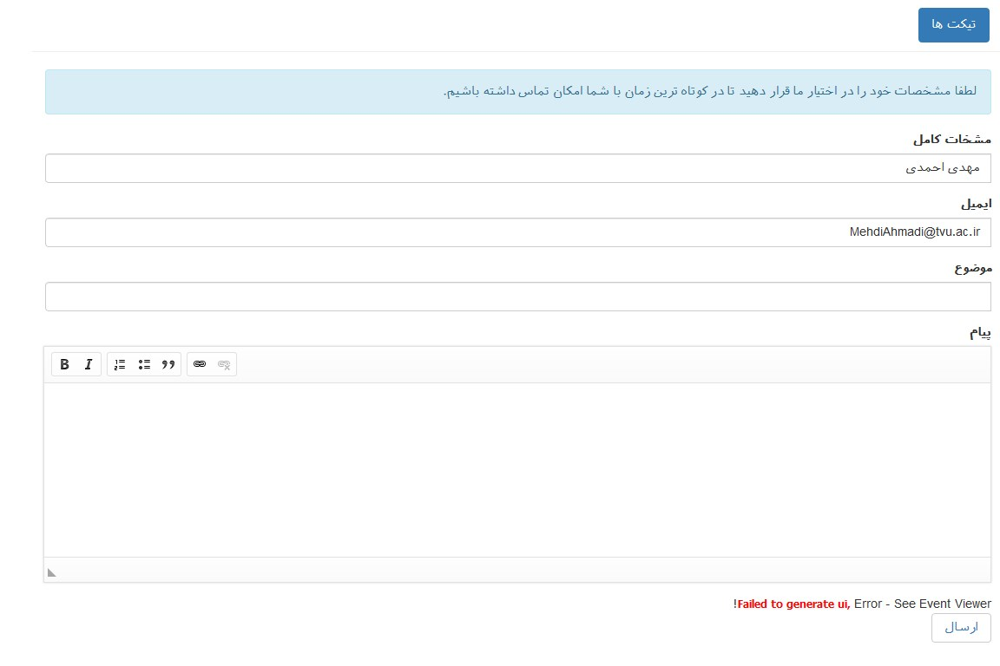 تیکت ها
لطفا مشخصات خود را در اختیار ما قرار دهید تا در کوتاه ترین زمان با شما امکان تماس داشته باشیم.
مشخات کامل
مهدی احمدی
ایمیل
MehdiAhmadi@tvu.ac.ir
موضوع
پیام
B I
!Failed to generate ui, Error - See Event Viewer
ارسال